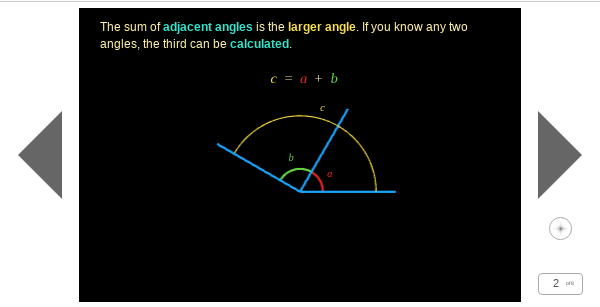 The sum of adjacent angles is the larger angle. If you know any two
angles, the third can be calculated.
c = a + b
c
b
a
2 of 8